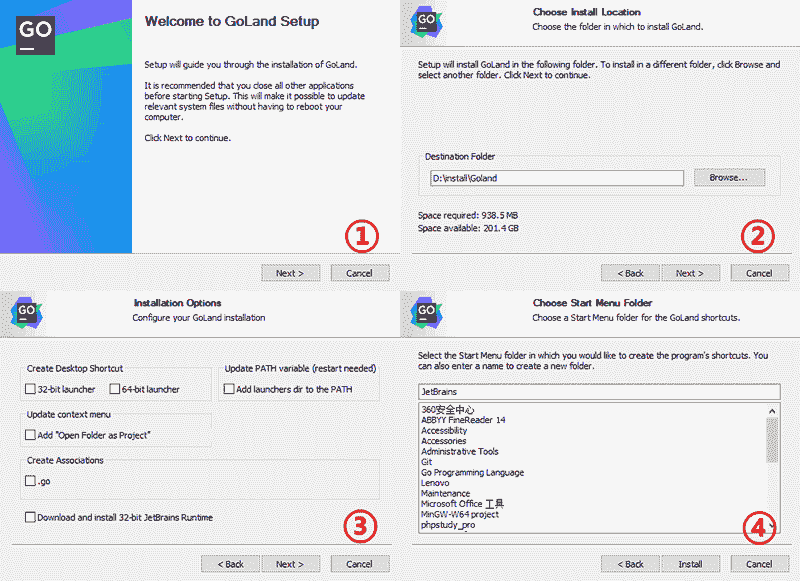 GO
Welcome to GoLand Setup
Setup will guide you through the installation of GoLand.
It is recommended that you close all other applications
before starting Setup. This will make it possible to update
relevant system files without having to reboot your
computer.
Click Next to continue.
①
Next >
Cancel
GO
Choose Install Location
Choose the folder in which to install GoLand.
Setup will install GoLand in the following folder. To install in a different folder, click Browse and
select another folder. Click Next to continue.
Destination Folder
D:\install\Goland
Browse...
Space required: 938.5 MB
Space available: 201.4 GB
②
< Back
Next >
Cancel
GO
Installation Options
Configure your GoLand installation
Create Desktop Shortcut
32-bit launcher
64-bit launcher
Update PATH variable (restart needed)
Add launchers dir to the PATH
Update context menu
Add "Open Folder as Project"
Create Associations
.go
Download and install 32-bit JetBrains Runtime
③
< Back
Next >
Cancel
GO
Choose Start Menu Folder
Choose a Start Menu folder for the GoLand shortcuts.
Select the Start Menu folder in which you would like to create the program's shortcuts. You
can also enter a name to create a new folder.
JetBrains
360安全中心
ABBYY FineReader 14
Accessibility
Accessories
Administrative Tools
Git
Go Programming Language
Lenovo
Maintenance
Microsoft Office 工具
MinGW-W64 project
phpstudy_pro
④
< Back
Install
Cancel